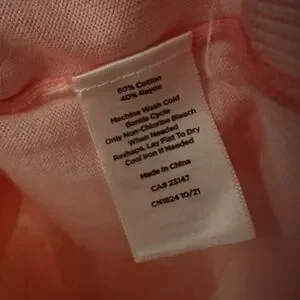 60% Cotton
40% Rayon
Machine Wash Cold
Gentle Cycle
Only Non-Chlorine Bleach
When Needed
Reshape, Lay Flat To Dry
Cool Iron If Needed
Made In China
CA# 23147
CN1824 10/21